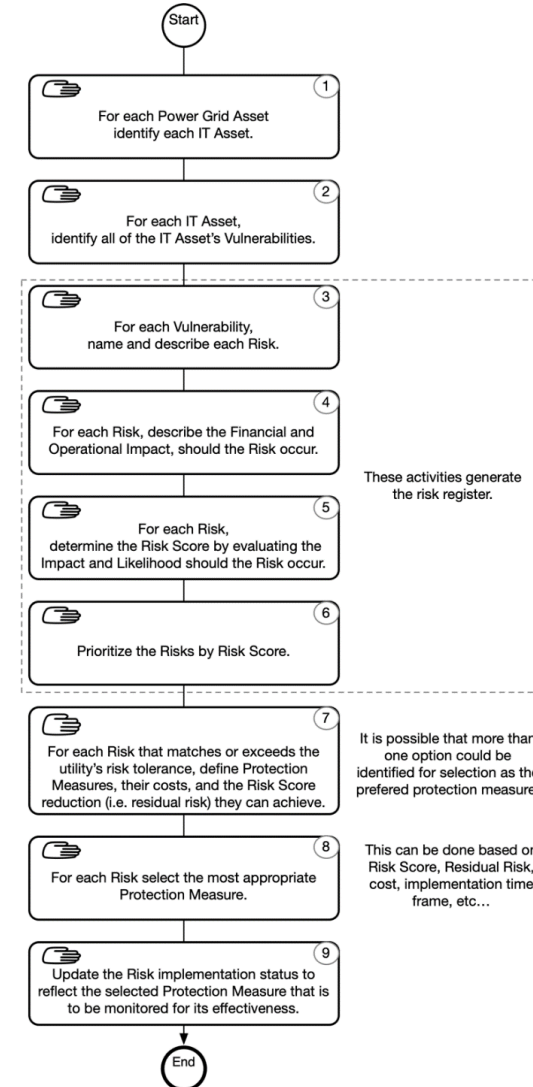 Start
1
For each Power Grid Asset
identify each IT Asset.
2
For each IT Asset,
identify all of the IT Asset's Vulnerabilities.
3
For each Vulnerability,
name and describe each Risk.
4
For each Risk, describe the Financial and
Operational Impact, should the Risk occur.
These activities generate
the risk register.
5
For each Risk,
determine the Risk Score by evaluating the
Impact and Likelihood should the Risk occur.
6
Prioritize the Risks by Risk Score.
7
For each Risk that matches or exceeds the
utility's risk tolerance, define Protection
Measures, their costs, and the Risk Score
reduction (i.e. residual risk) they can achieve.
It is possible that more than
one option could be
identified for selection as the
prefered protection measure
8
For each Risk select the most appropriate
Protection Measure.
This can be done based on
Risk Score, Residual Risk,
cost, implementation time
frame, etc…
9
Update the Risk implementation status to
reflect the selected Protection Measure that is
to be monitored for its effectiveness.
End